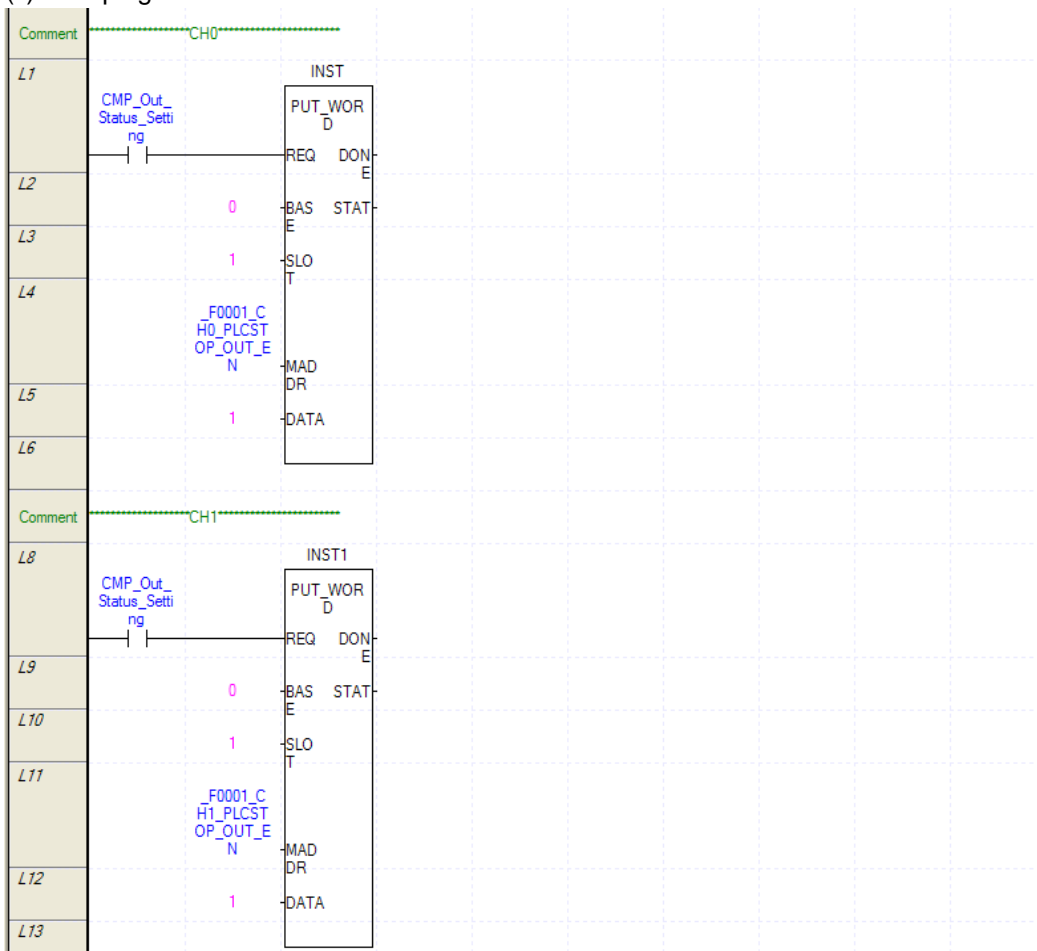 Comment ********************CH0************************
L1
INST
CMP_Out_
Status_Setti
ng
PUT_WOR
D
REQ DON
E
L2
0 BAS STAT
E
L3
1 SLO
T
L4
_F0001_C
H0_PLCST
OP_OUT_E
N
MAD
DR
L5
1 DATA
L6
Comment ********************CH1************************
L8
INST1
CMP_Out_
Status_Setti
ng
PUT_WOR
D
REQ DON
E
L9
0 BAS STAT
E
L10
1 SLO
T
L11
_F0001_C
H1_PLCST
OP_OUT_E
N
MAD
DR
L12
1 DATA
L13